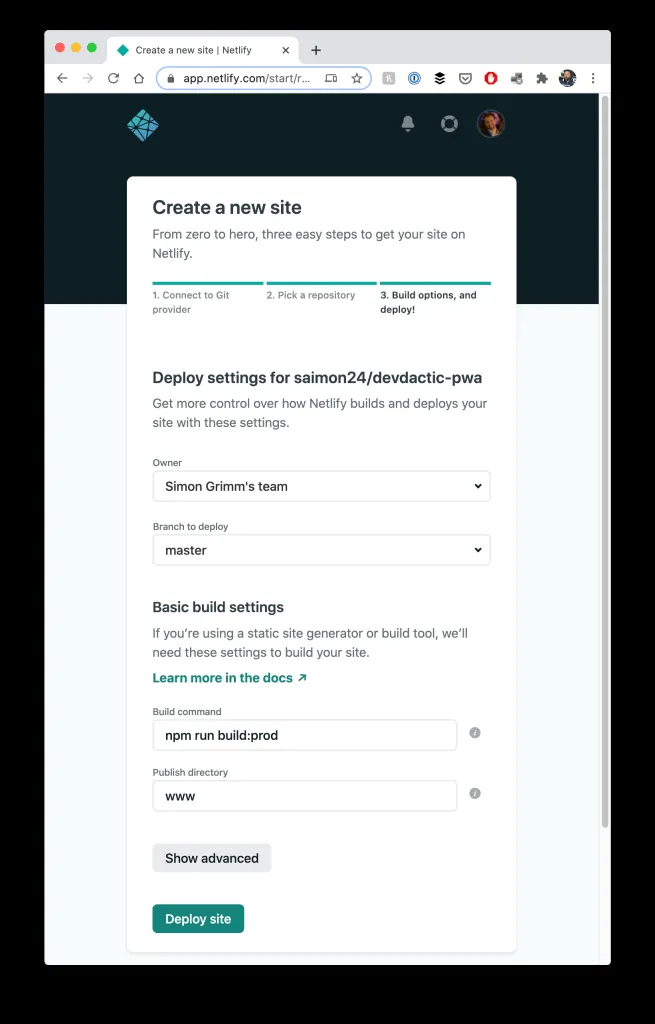 Create a new site | Netlify
app.netlify.com/start/r...
Create a new site
From zero to hero, three easy steps to get your site on
Netlify.
1. Connect to Git
provider
2. Pick a repository
3. Build options, and
deploy!
Deploy settings for saimon24/devdactic-pwa
Get more control over how Netlify builds and deploys your
site with these settings.
Owner
Simon Grimm's team
Branch to deploy
master
Basic build settings
If you’re using a static site generator or build tool, we’ll
need these settings to build your site.
Learn more in the docs
Build command
npm run build:prod
Publish directory
www
Show advanced
Deploy site